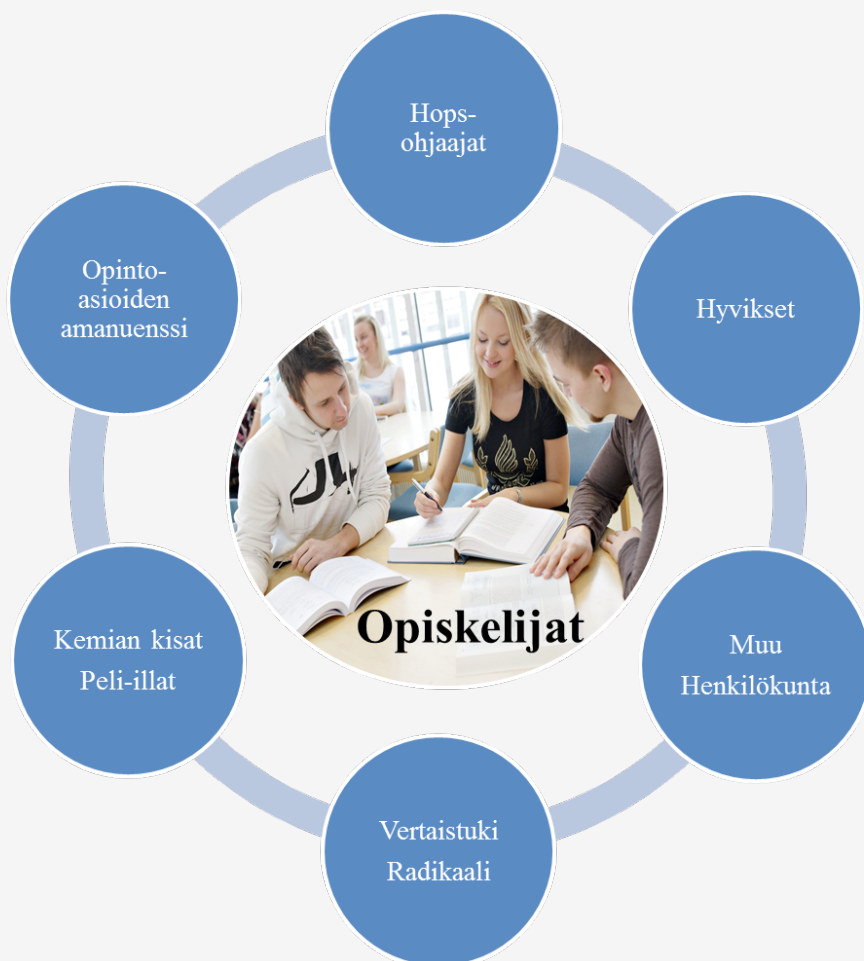 Hops-
ohjaajat
Hyvikset
Muu
Henkilökunta
Vertaistuki
Radikaali
Kemian kisat
Peli-illat
Opinto-
asioiden
amanuenssi
Opiskelijat